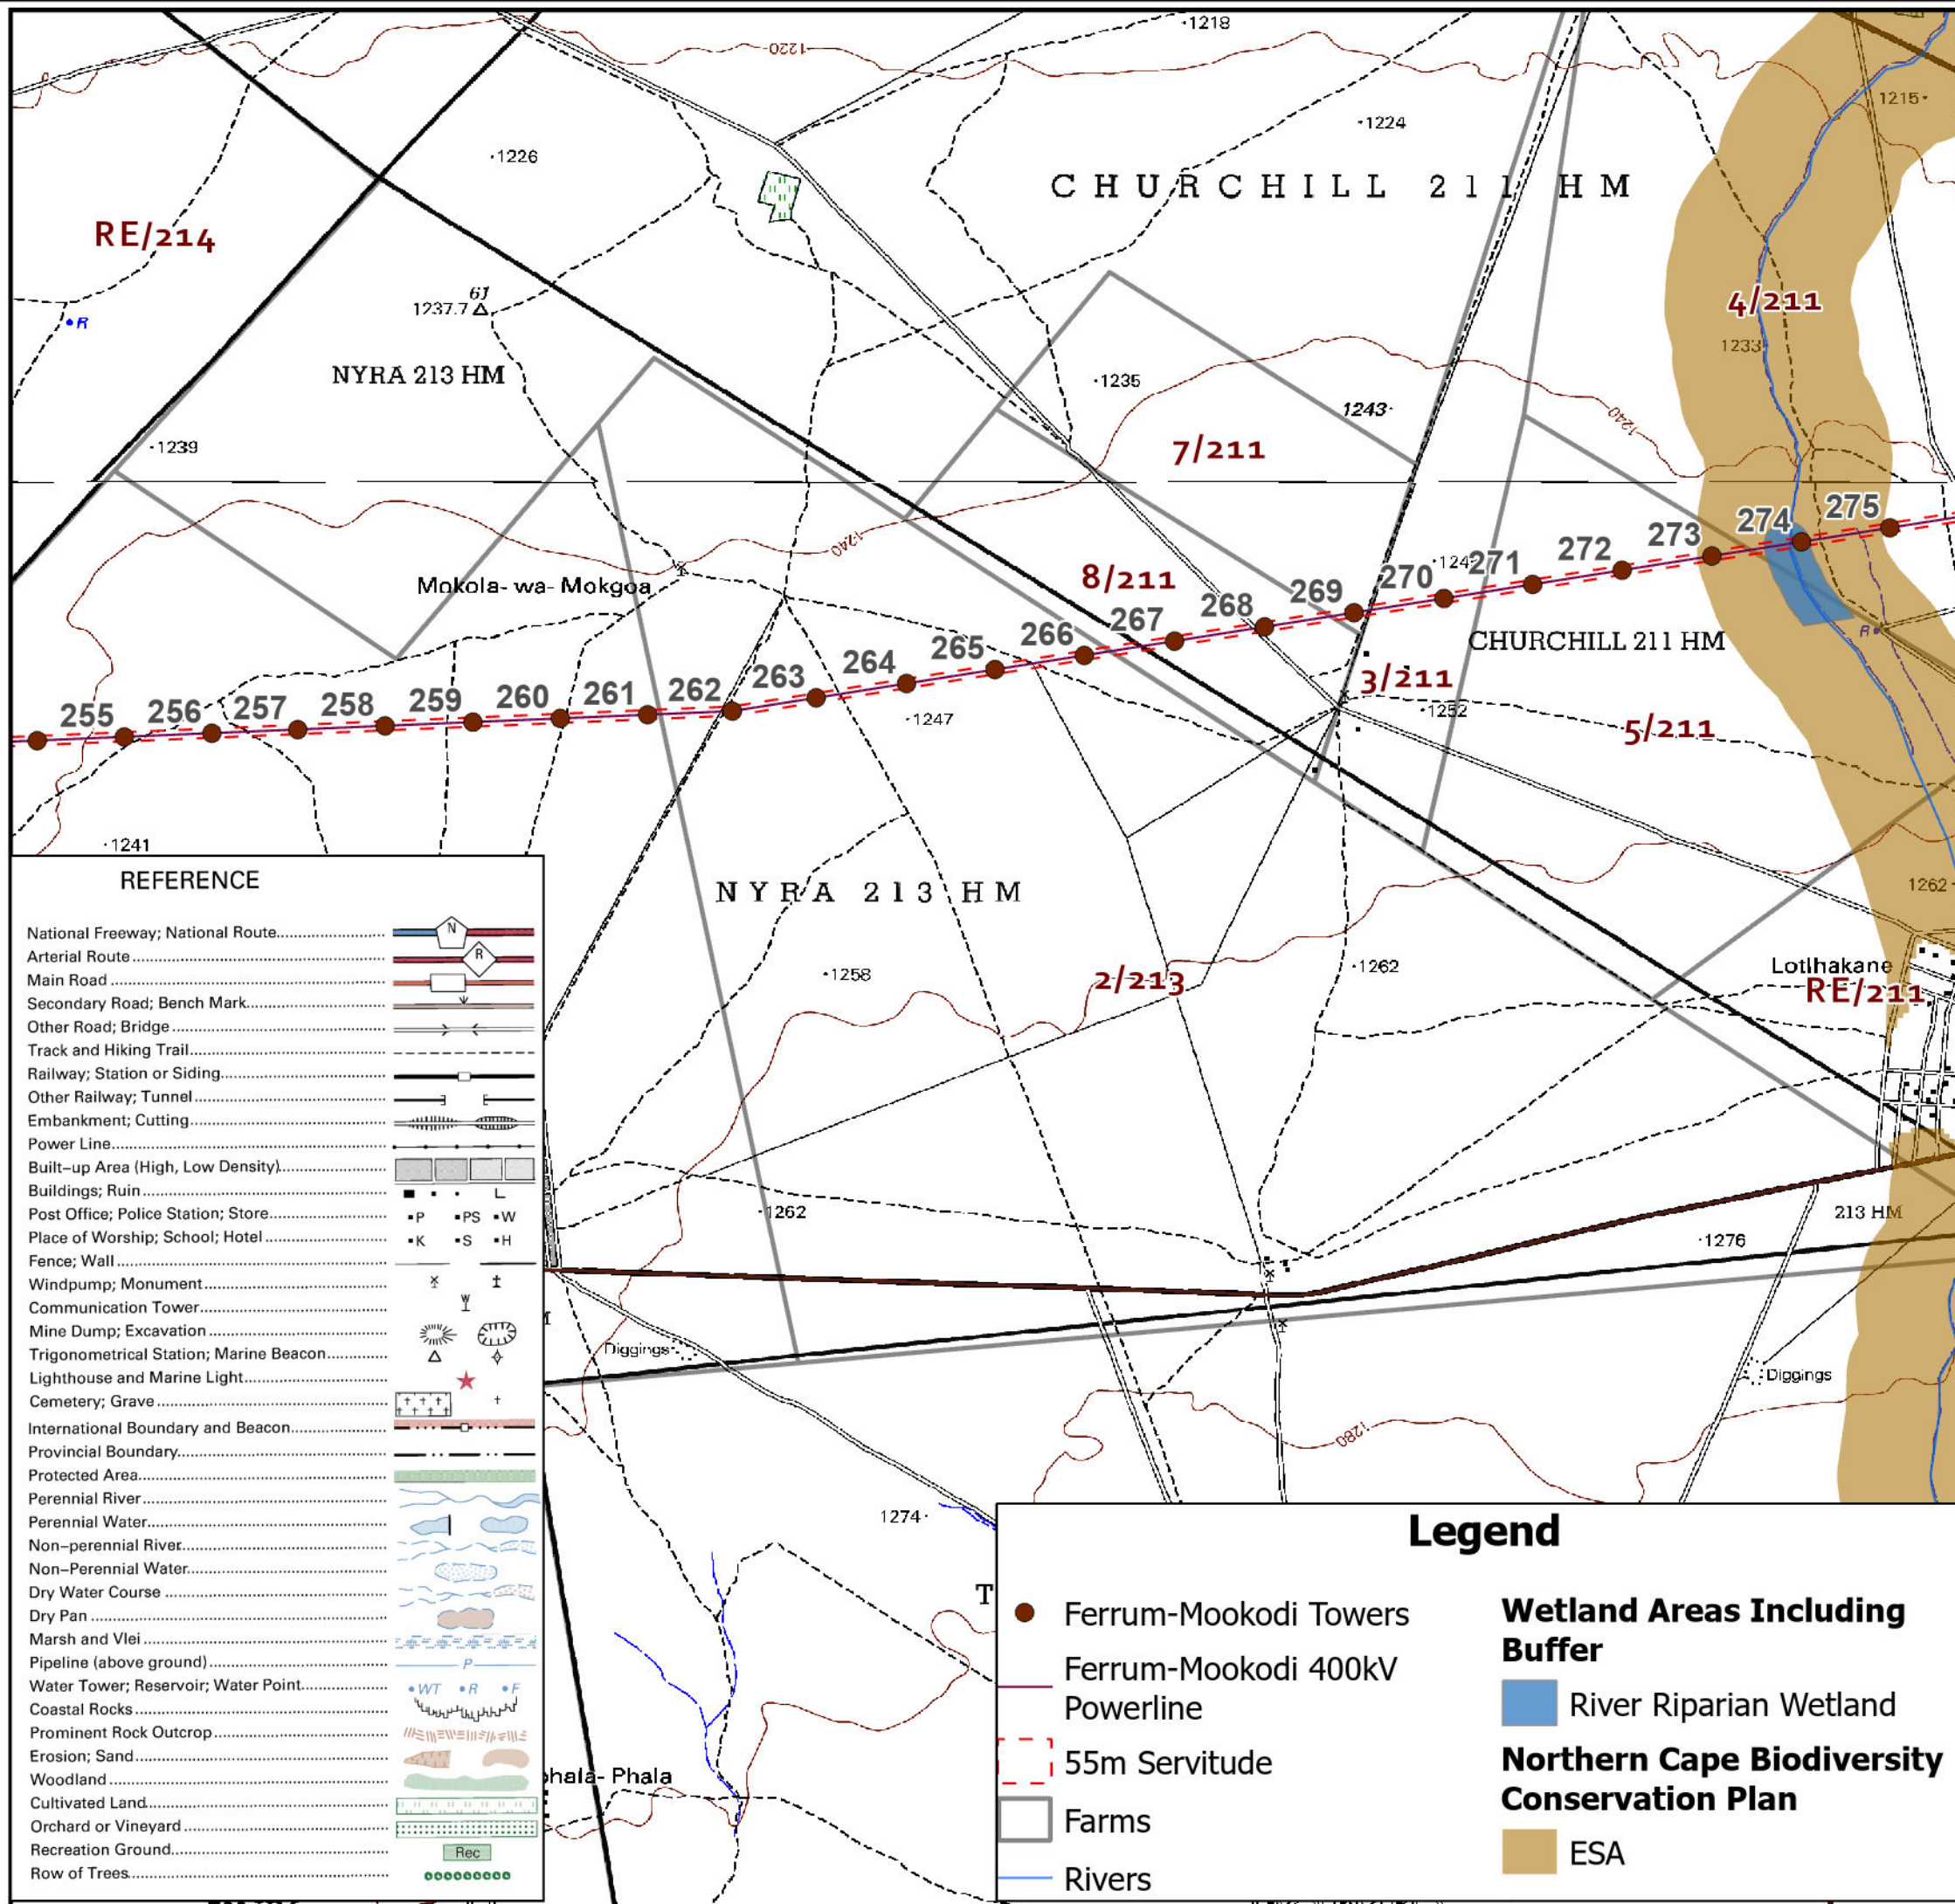 1220
1218
1215
1224
1226
CHURCHILL 211 HM
RE/214
61
1237.7
4/211
R
1233
NYRA 213 HM
1235
1243
1240
1239
7/211
1240
275
274
273
272
271
270
269
268
267
266
265
264
263
262
261
260
259
258
257
256
255
Mokola-wa-Mokgoa
8/211
CHURCHILL 211 HM
R
3/211
1252
5/211
1247
1241
1262
NYRA 213 HM
1258
2/213
1262
Lotlhakane
RE/211
1262
213 HM
1276
Diggings
Diggings
1280
1274
T
phala-Phala
REFERENCE
National Freeway; National Route
N
Arterial Route
R
Main Road
Secondary Road; Bench Mark
Other Road; Bridge
Track and Hiking Trail
Railway; Station or Siding
Other Railway; Tunnel
Embankment; Cutting
Power Line
Built-up Area (High, Low Density)
Buildings; Ruin
Post Office; Police Station; Store
P PS W
Place of Worship; School; Hotel
K S H
Fence; Wall
Windpump; Monument
Communication Tower
Mine Dump; Excavation
Trigonometrical Station; Marine Beacon
Lighthouse and Marine Light
Cemetery; Grave
International Boundary and Beacon
Provincial Boundary
Protected Area
Perennial River
Perennial Water
Non-perennial River
Non-Perennial Water
Dry Water Course
Dry Pan
Marsh and Vlei
Pipeline (above ground)
P
Water Tower; Reservoir; Water Point
WT R F
Coastal Rocks
Prominent Rock Outcrop
Erosion; Sand
Woodland
Cultivated Land
Orchard or Vineyard
Recreation Ground
Rec
Row of Trees
Legend
Ferrum-Mookodi Towers
Ferrum-Mookodi 400kV
Powerline
55m Servitude
Farms
Rivers
Wetland Areas Including
Buffer
River Riparian Wetland
Northern Cape Biodiversity
Conservation Plan
ESA